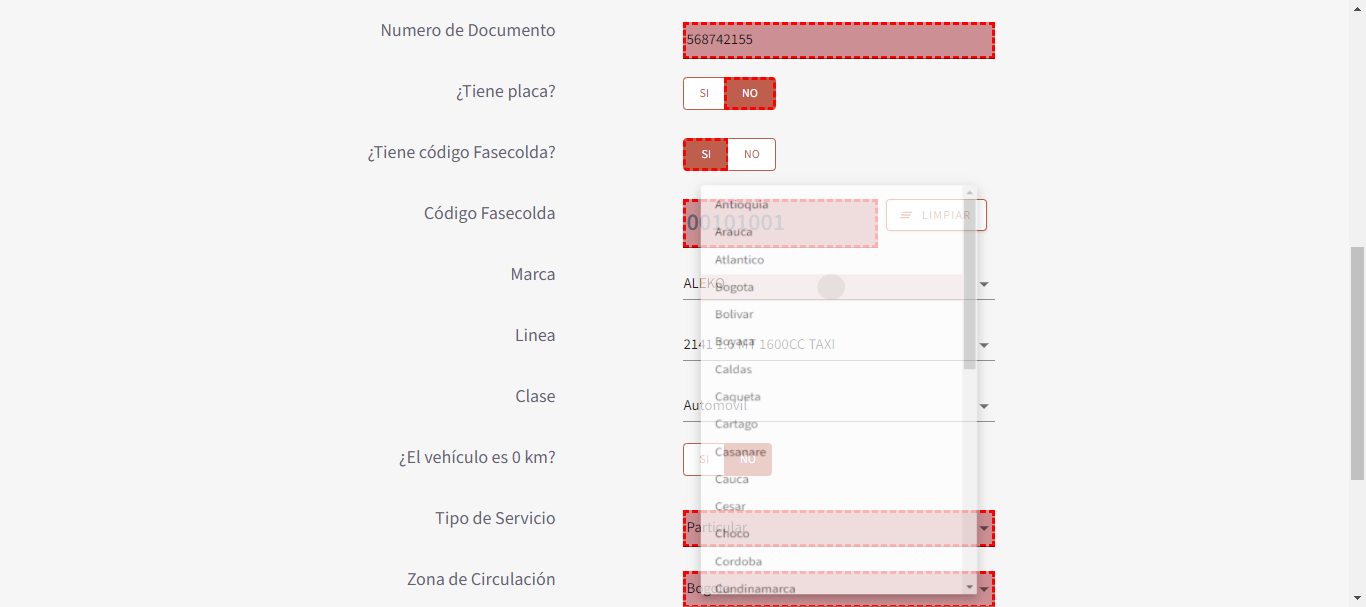 Numero de Documento
568742155
¿Tiene placa?
SI NO
¿Tiene código Fasecolda?
SI NO
Código Fasecolda
00101001
LIMPIAR
Marca
ALEKO
Linea
2141 1.6 MT 1600CC TAXI
Clase
Automovil
¿El vehículo es 0 km?
SI NO
Tipo de Servicio
Particular
Zona de Circulación
Bogota
Antioquia
Arauca
Atlantico
Bogota
Bolivar
Boyaca
Caldas
Caqueta
Cartago
Casanare
Cauca
Cesar
Choco
Cordoba
Cundinamarca